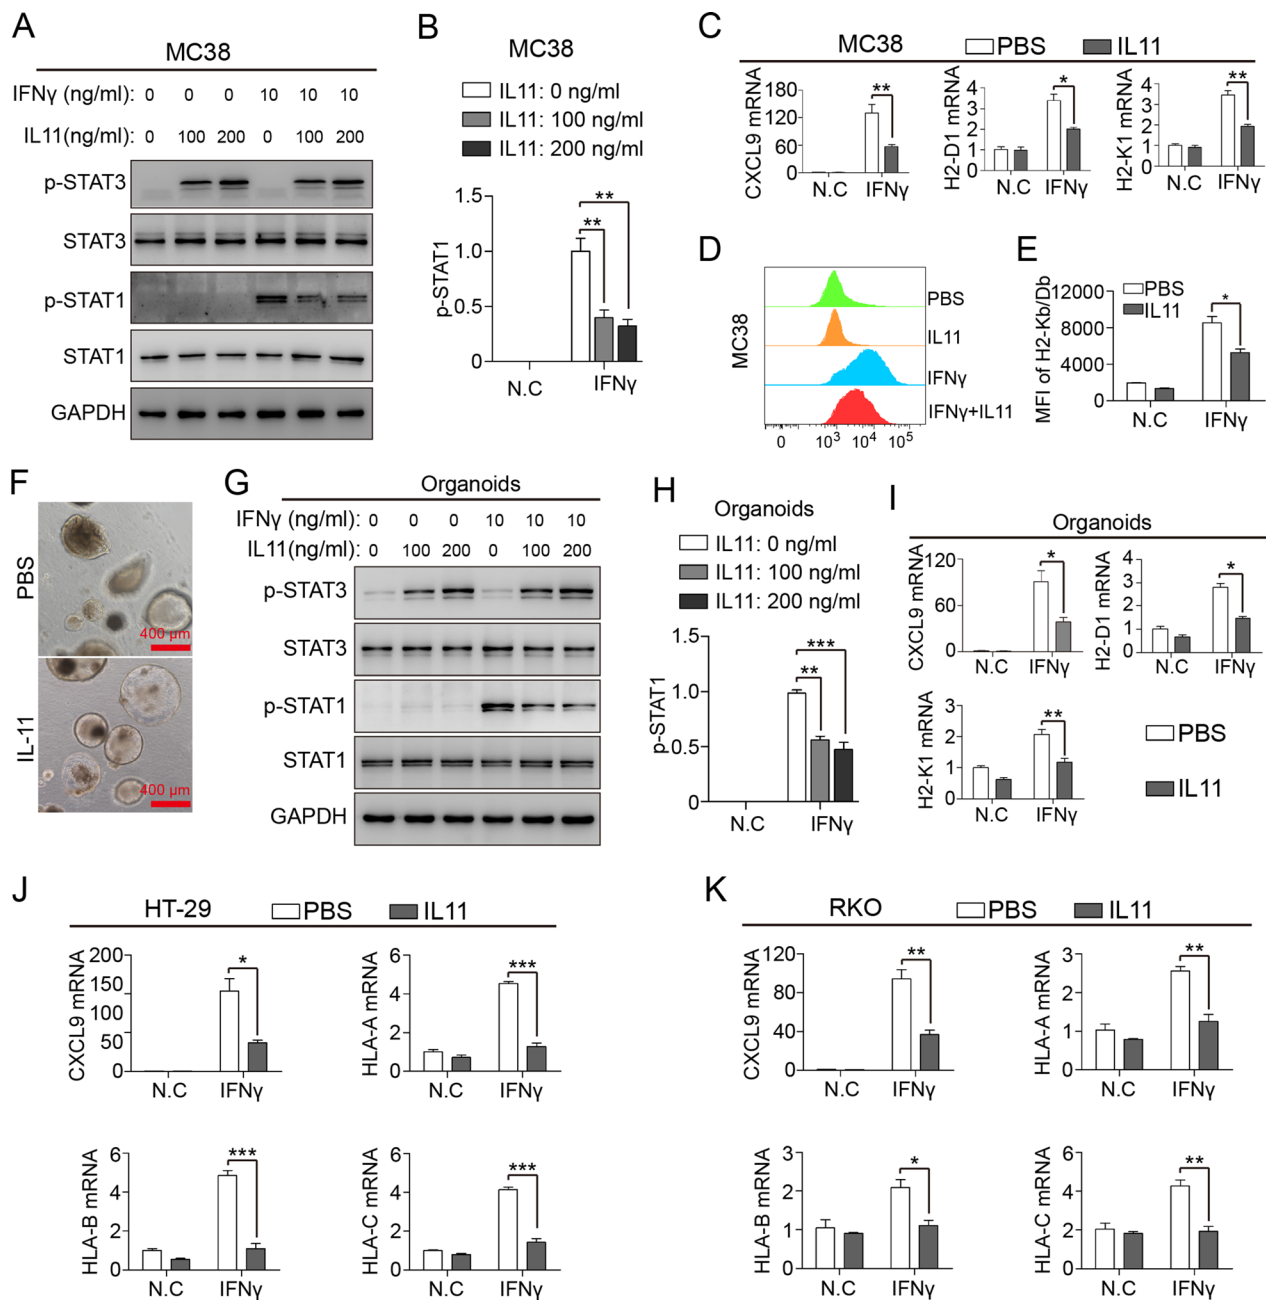 A
MC38
IFNγ (ng/ml): 0 0 0 10 10 10
IL11(ng/ml): 0 100 200 0 100 200
p-STAT3
STAT3
p-STAT1
STAT1
GAPDH
B
MC38
IL11: 0 ng/ml
IL11: 100 ng/ml
IL11: 200 ng/ml
p-STAT1
1.5
1.0
0.5
0
**
**
N.C IFNγ
C
MC38 PBS IL11
CXCL9 mRNA
180
120
60
0
**
N.C IFNγ
H2-D1 mRNA
4
3
2
1
0
*
N.C IFNγ
H2-K1 mRNA
4
3
2
1
0
**
N.C IFNγ
D
MC38
PBS
IL11
IFNγ
IFNγ+IL11
0 10³ 10⁴ 10⁵
E
MFI of H2-Kb/Db
12000
8000
4000
0
PBS
IL11
*
N.C IFNγ
F
PBS
400 µm
IL-11
400 µm
G
Organoids
IFNγ (ng/ml): 0 0 0 10 10 10
IL11(ng/ml): 0 100 200 0 100 200
p-STAT3
STAT3
p-STAT1
STAT1
GAPDH
H
Organoids
IL11: 0 ng/ml
IL11: 100 ng/ml
IL11: 200 ng/ml
p-STAT1
1.5
1.0
0.5
0
***
**
N.C IFNγ
I
Organoids
CXCL9 mRNA
120
60
0
*
N.C IFNγ
H2-D1 mRNA
4
3
2
1
0
*
N.C IFNγ
H2-K1 mRNA
3
2
1
0
**
N.C IFNγ
PBS
IL11
J
HT-29 PBS IL11
CXCL9 mRNA
200
150
100
50
0
*
N.C IFNγ
HLA-A mRNA
6
4
2
0
***
N.C IFNγ
HLA-B mRNA
6
4
2
0
***
N.C IFNγ
HLA-C mRNA
6
4
2
0
***
N.C IFNγ
K
RKO PBS IL11
CXCL9 mRNA
120
80
40
0
**
N.C IFNγ
HLA-A mRNA
3
2
1
0
**
N.C IFNγ
HLA-B mRNA
3
2
1
0
*
N.C IFNγ
HLA-C mRNA
6
4
2
0
**
N.C IFNγ